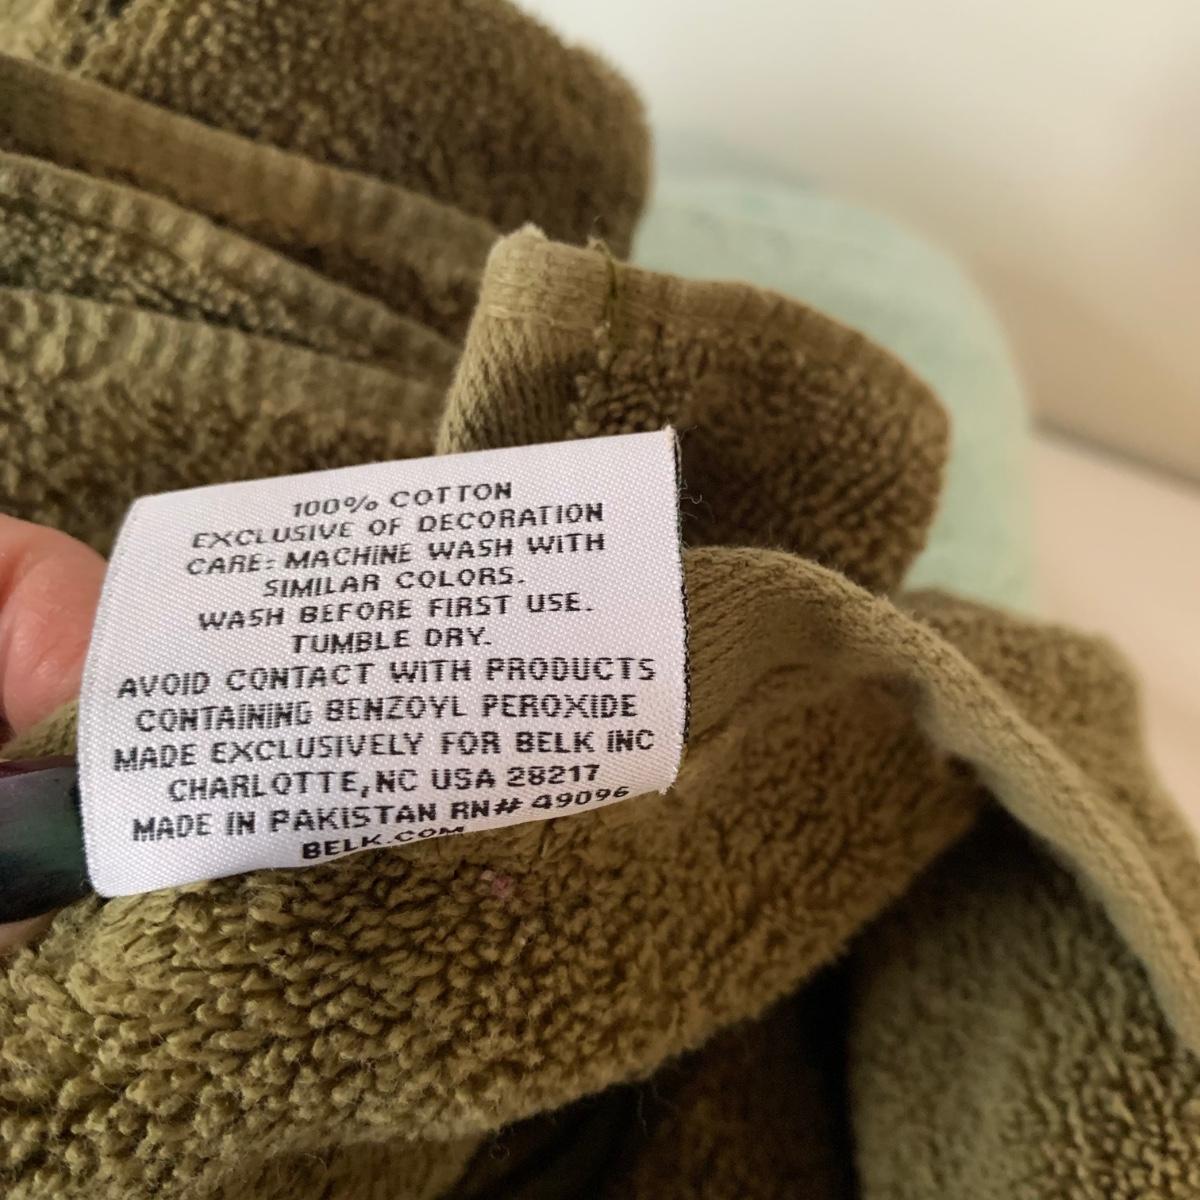 100% COTTON
EXCLUSIVE OF DECORATION
CARE: MACHINE WASH WITH
SIMILAR COLORS.
WASH BEFORE FIRST USE.
TUMBLE DRY.
AVOID CONTACT WITH PRODUCTS
CONTAINING BENZOYL PEROXIDE
MADE EXCLUSIVELY FOR BELK INC
CHARLOTTE, NC USA 28217
MADE IN PAKISTAN RN# 49096
BELK.COM